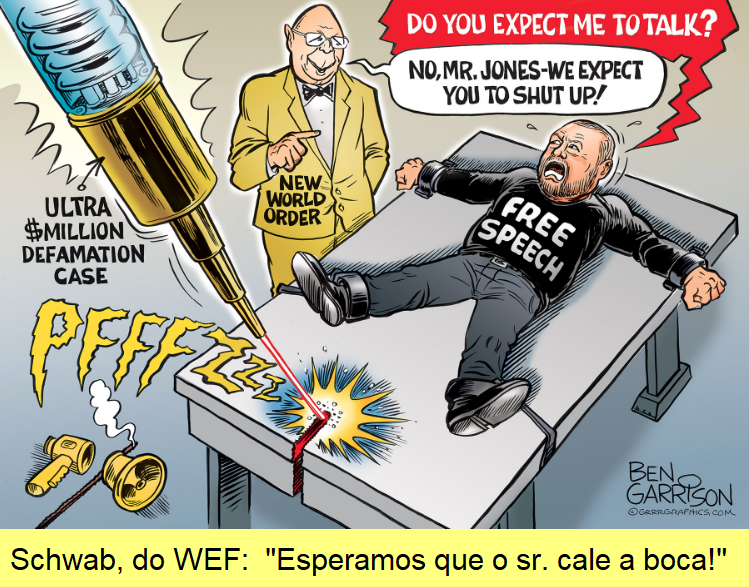 DO YOU EXPECT ME TO TALK?
NO, MR. JONES-WE EXPECT
YOU TO SHUT UP!
NEW
WORLD
ORDER
FREE
SPEECH
ULTRA
$MILLION
DEFAMATION
CASE
PFFFZZZ
BEN
GARRISON
©GRRRGRAPHICS.COM
Schwab, do WEF:  "Esperamos que o sr. cale a boca!"